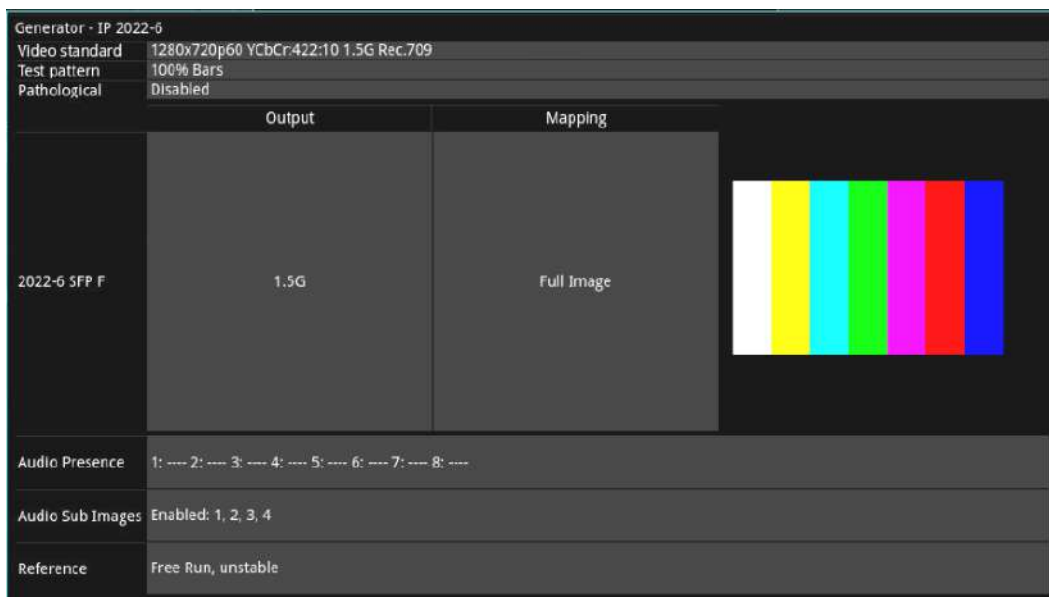 Generator - IP 2022-6
Video standard 1280x720p60 YCbCr:422:10 1.5G Rec.709
Test pattern 100% Bars
Pathological Disabled
Output Mapping
2022-6 SFP F 1.5G Full Image
Audio Presence 1: ---- 2: ---- 3: ---- 4: ---- 5: ---- 6: ---- 7: ---- 8: ----
Audio Sub Images Enabled: 1, 2, 3, 4
Reference Free Run, unstable